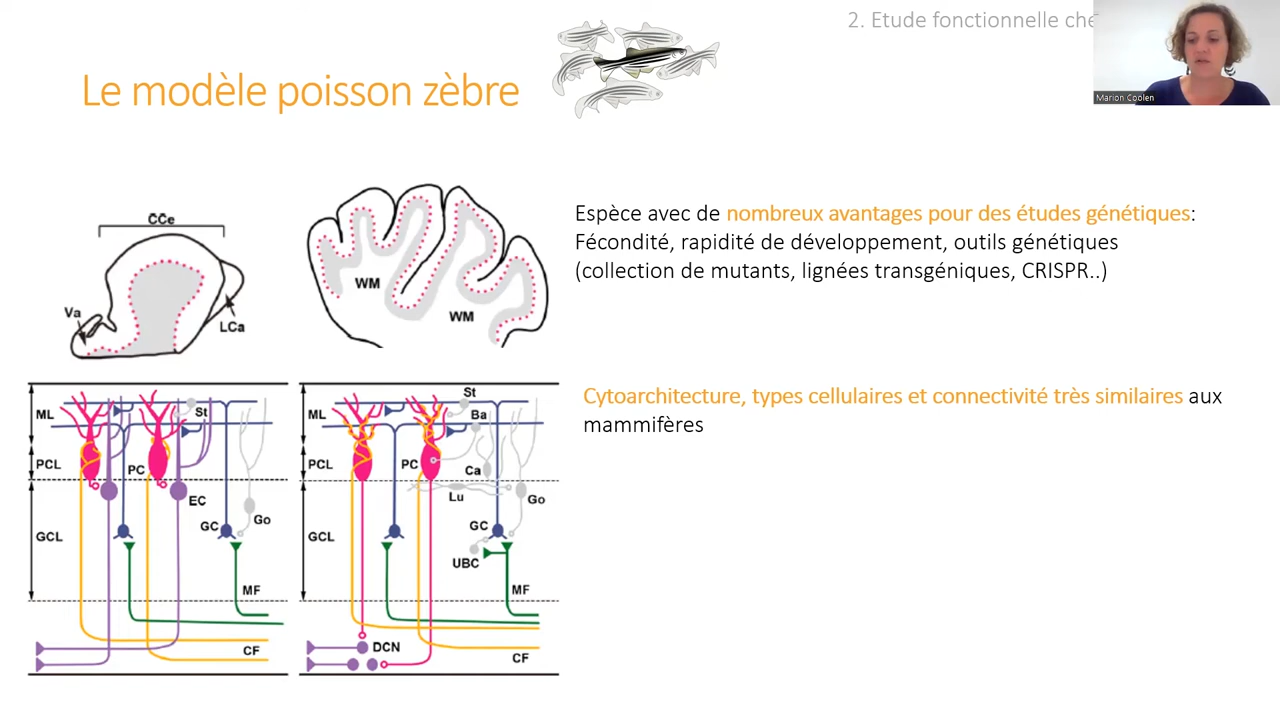 2. Etude fonctionnelle che
Marion Coolen
Le modèle poisson zèbre
CCe
Va
LCa
WM
WM
Espèce avec de nombreux avantages pour des études génétiques:
Fécondité, rapidité de développement, outils génétiques
(collection de mutants, lignées transgéniques, CRISPR..)
Cytoarchitecture, types cellulaires et connectivité très similaires aux
mammifères
ML
St
PCL
PC
EC
GCL
GC
Go
MF
CF
ML
St
Ba
PCL
PC
Ca
Lu
Go
GCL
GC
UBC
MF
DCN
CF